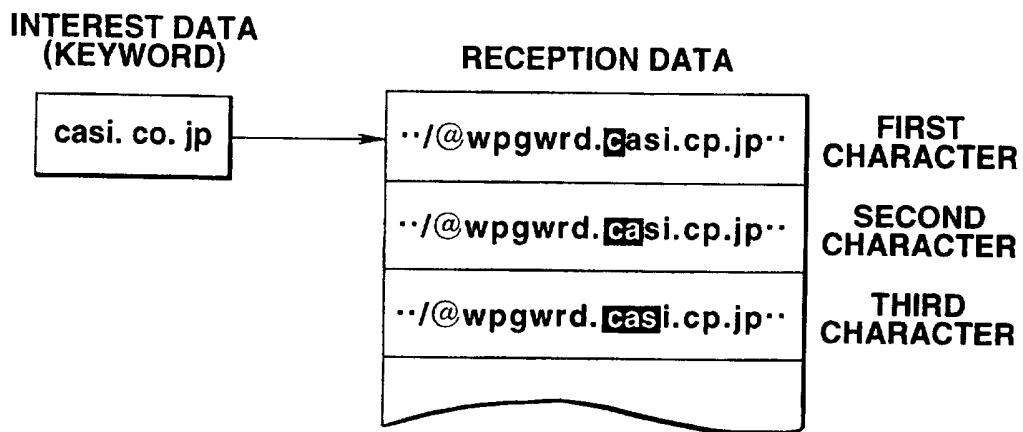 INTEREST DATA
(KEYWORD)
RECEPTION DATA
casi. co. jp
··/@wpgwrd.casi.cp.jp··
FIRST
CHARACTER
··/@wpgwrd.casi.cp.jp··
SECOND
CHARACTER
··/@wpgwrd.casi.cp.jp··
THIRD
CHARACTER